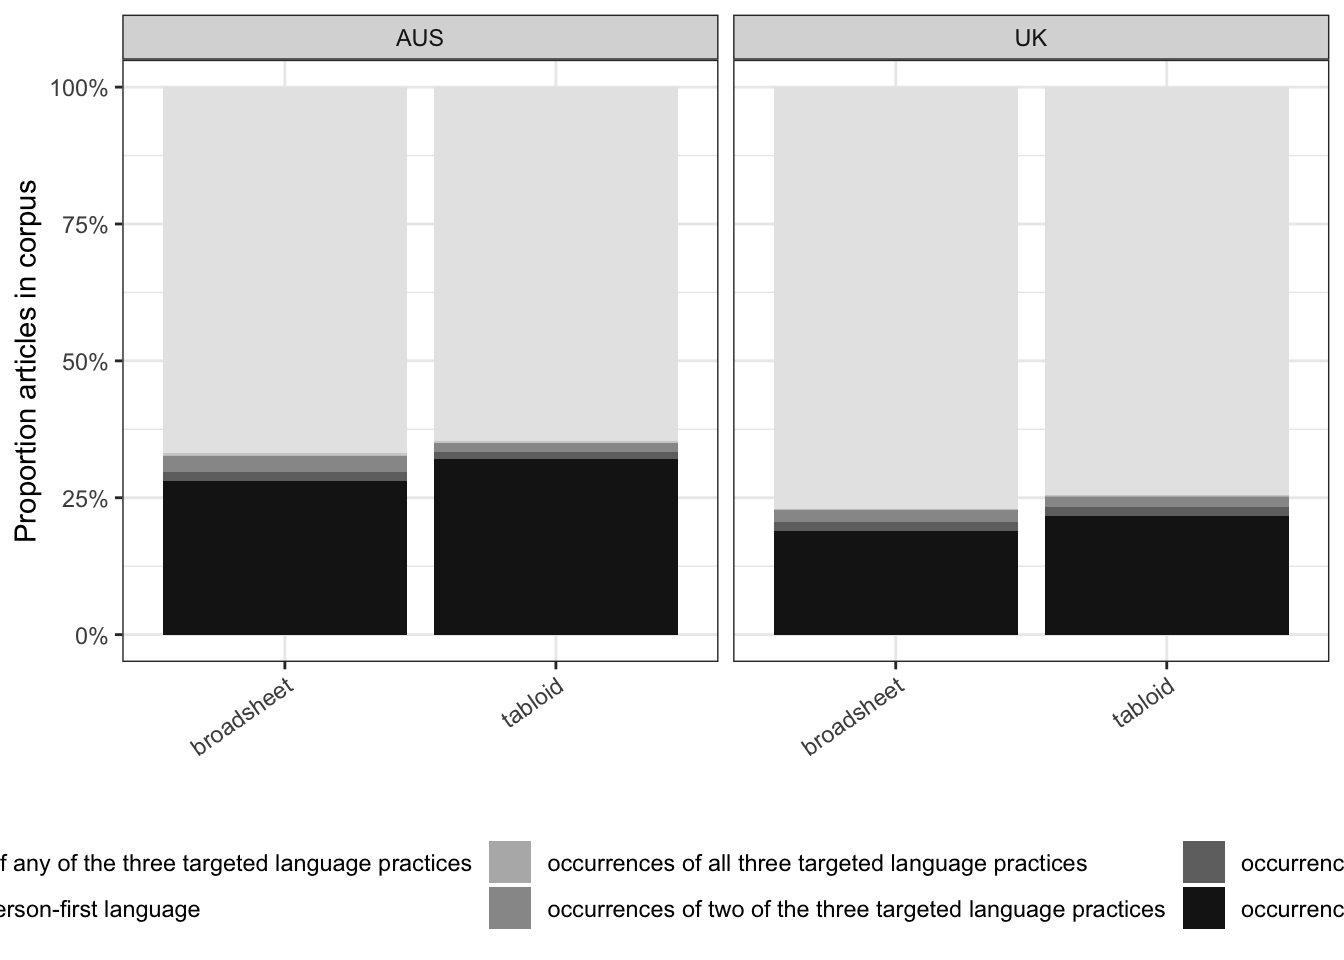 AUS
UK
Proportion articles in corpus
100%
75%
50%
25%
0%
broadsheet
tabloid
broadsheet
tabloid
f any of the three targeted language practices
occurrences of all three targeted language practices
occurrenc
erson-first language
occurrences of two of the three targeted language practices
occurrenc